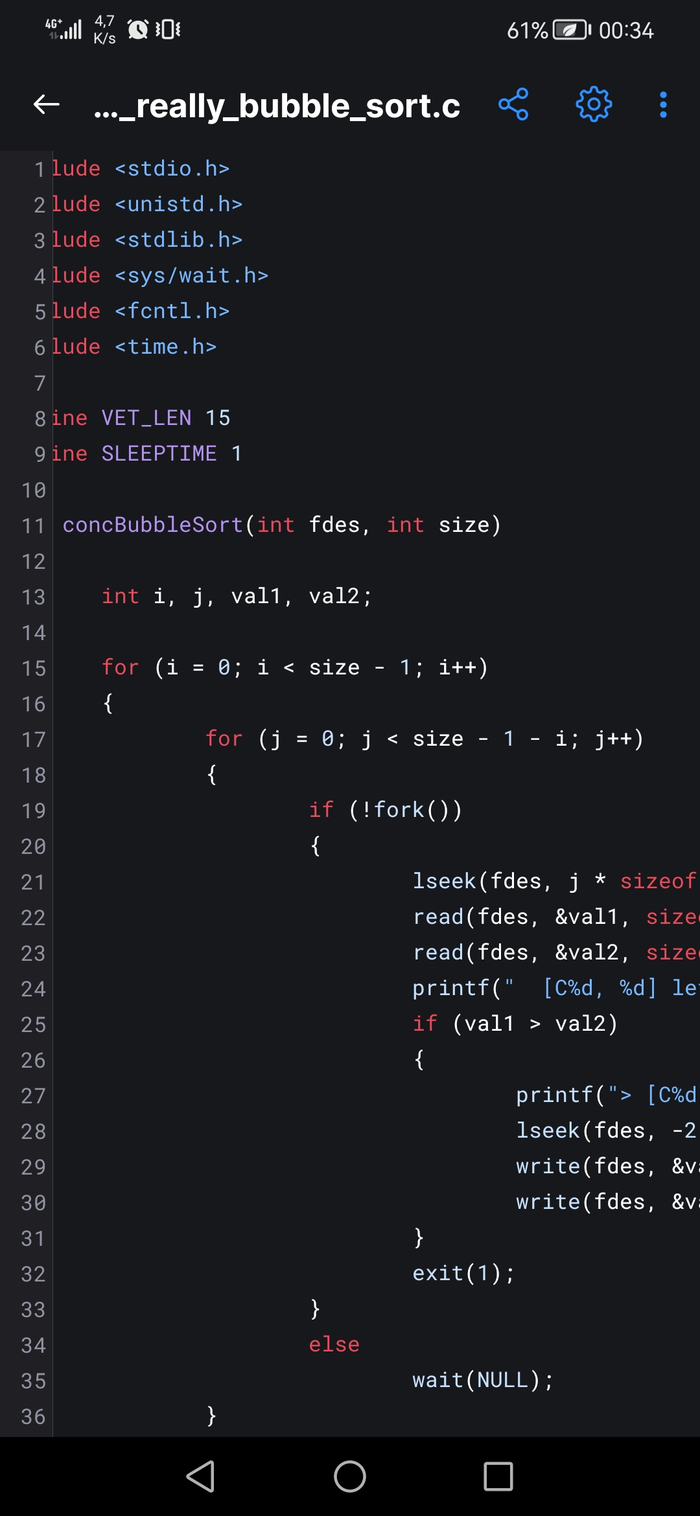 4G+ 4,7 K/s 61% 00:34
..._really_bubble_sort.c
1 lude <stdio.h>
2 lude <unistd.h>
3 lude <stdlib.h>
4 lude <sys/wait.h>
5 lude <fcntl.h>
6 lude <time.h>
7
8 ine VET_LEN 15
9 ine SLEEPTIME 1
10
11 concBubbleSort(int fdes, int size)
12
13 int i, j, val1, val2;
14
15 for (i = 0; i < size - 1; i++)
16 {
17 for (j = 0; j < size - 1 - i; j++)
18 {
19 if (!fork())
20 {
21 lseek(fdes, j * sizeof
22 read(fdes, &val1, size
23 read(fdes, &val2, size
24 printf("  [C%d, %d] le
25 if (val1 > val2)
26 {
27 printf("> [C%d
28 lseek(fdes, -2
29 write(fdes, &va
30 write(fdes, &va
31 }
32 exit(1);
33 }
34 else
35 wait(NULL);
36 }